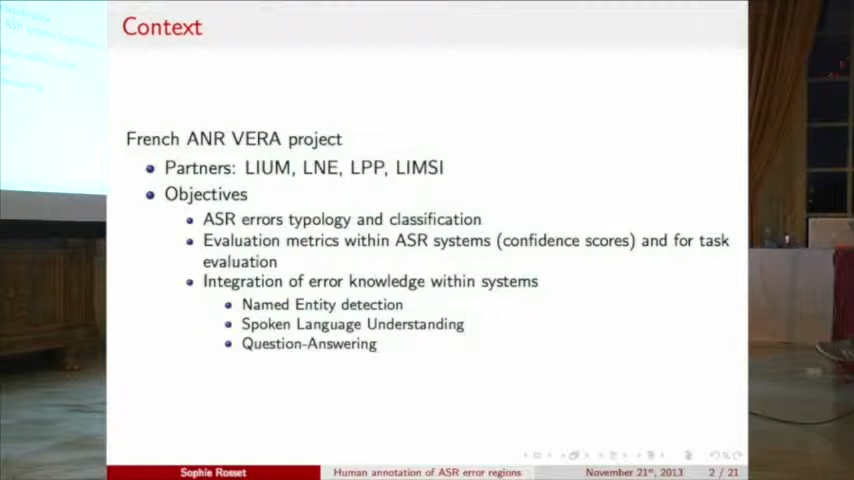 Context
French ANR VERA project
Partners: LIUM, LNE, LPP, LIMSI
Objectives
ASR errors typology and classification
Evaluation metrics within ASR systems (confidence scores) and for task
evaluation
Integration of error knowledge within systems
Named Entity detection
Spoken Language Understanding
Question-Answering
Sophie Rosset Human annotation of ASR error regions November 21st, 2013 2 / 21